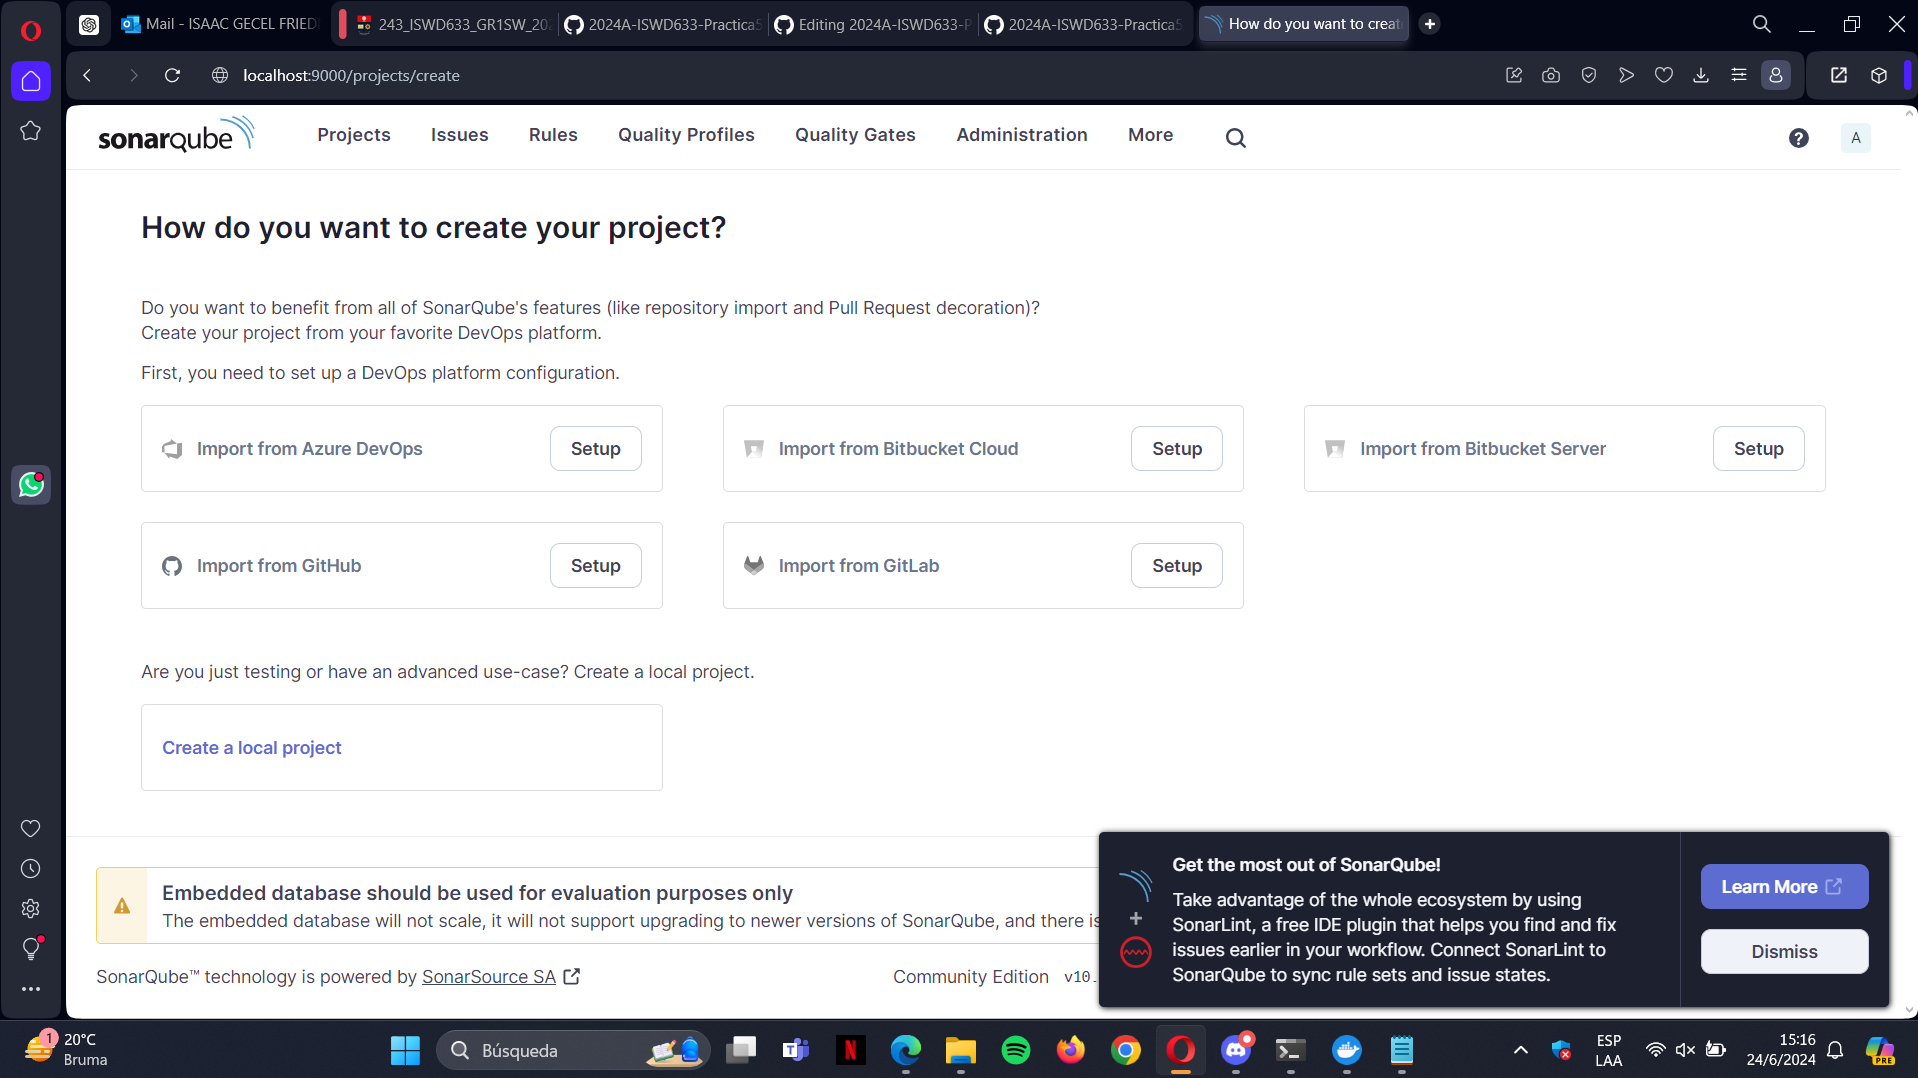 Mail - ISAAC GECEL FRIED
243_ISWD633_GR1SW_20
2024A-ISWD633-Practica5
Editing 2024A-ISWD633-P
2024A-ISWD633-Practica5
How do you want to creat
localhost:9000/projects/create
sonarqube
Projects
Issues
Rules
Quality Profiles
Quality Gates
Administration
More
A
How do you want to create your project?
Do you want to benefit from all of SonarQube's features (like repository import and Pull Request decoration)?
Create your project from your favorite DevOps platform.
First, you need to set up a DevOps platform configuration.
Import from Azure DevOps
Setup
Import from Bitbucket Cloud
Setup
Import from Bitbucket Server
Setup
Import from GitHub
Setup
Import from GitLab
Setup
Are you just testing or have an advanced use-case? Create a local project.
Create a local project
Embedded database should be used for evaluation purposes only
The embedded database will not scale, it will not support upgrading to newer versions of SonarQube, and there is
SonarQube™ technology is powered by SonarSource SA
Community Edition
v10.
Get the most out of SonarQube!
Take advantage of the whole ecosystem by using
SonarLint, a free IDE plugin that helps you find and fix
issues earlier in your workflow. Connect SonarLint to
SonarQube to sync rule sets and issue states.
Learn More
Dismiss
1
20°C
Bruma
Búsqueda
ESP
LAA
15:16
24/6/2024
PRE